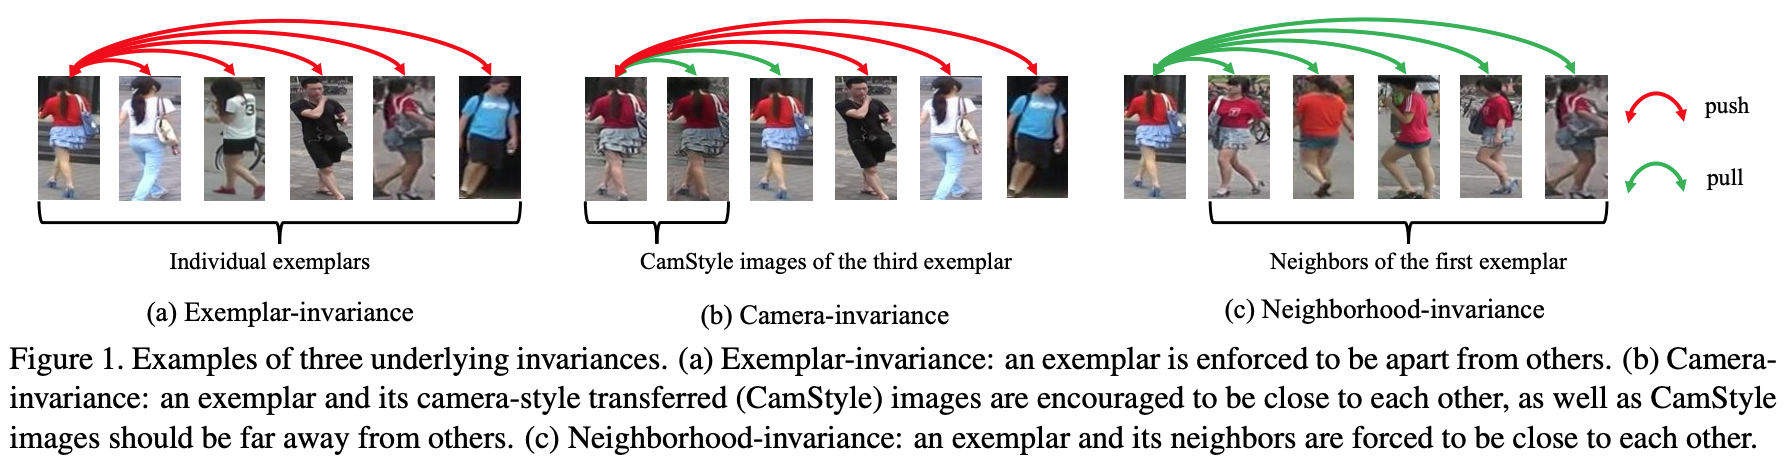 push
pull
Individual exemplars
CamStyle images of the third exemplar
Neighbors of the first exemplar
(a) Exemplar-invariance
(b) Camera-invariance
(c) Neighborhood-invariance
Figure 1. Examples of three underlying invariances. (a) Exemplar-invariance: an exemplar is enforced to be apart from others. (b) Camera-
invariance: an exemplar and its camera-style transferred (CamStyle) images are encouraged to be close to each other, as well as CamStyle
images should be far away from others. (c) Neighborhood-invariance: an exemplar and its neighbors are forced to be close to each other.